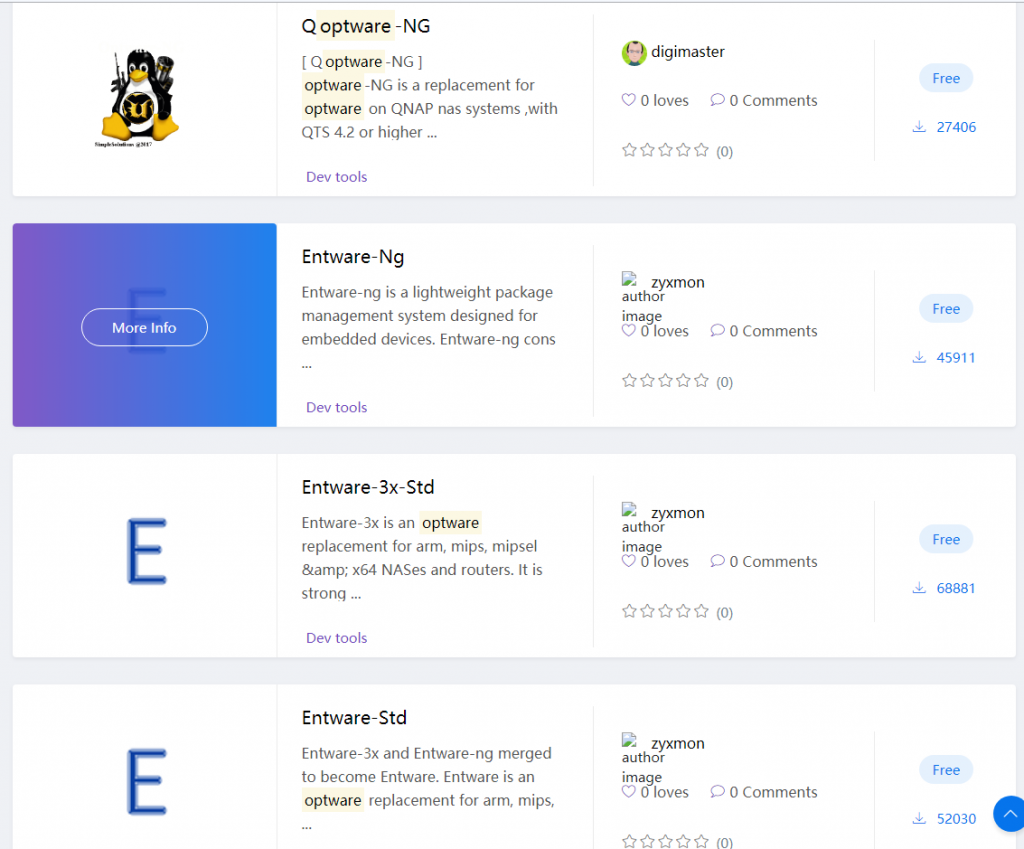 Qoptware-NG
[ Qoptware-NG ]
optware-NG is a replacement for
optware on QNAP nas systems ,with
QTS 4.2 or higher ...
Dev tools
SimpleSolutions @2017
digimaster
0 loves 0 Comments
(0)
Free
27406
More Info
E
Entware-Ng
Entware-ng is a lightweight package
management system designed for
embedded devices. Entware-ng cons
...
Dev tools
author
image
zyxmon
0 loves 0 Comments
(0)
Free
45911
E
Entware-3x-Std
Entware-3x is an optware
replacement for arm, mips, mipsel
&amp; x64 NASes and routers. It is
strong ...
Dev tools
author
image
zyxmon
0 loves 0 Comments
(0)
Free
68881
E
Entware-Std
Entware-3x and Entware-ng merged
to become Entware. Entware is an
optware replacement for arm, mips,
...
author
image
zyxmon
0 loves 0 Comments
(0)
Free
52030